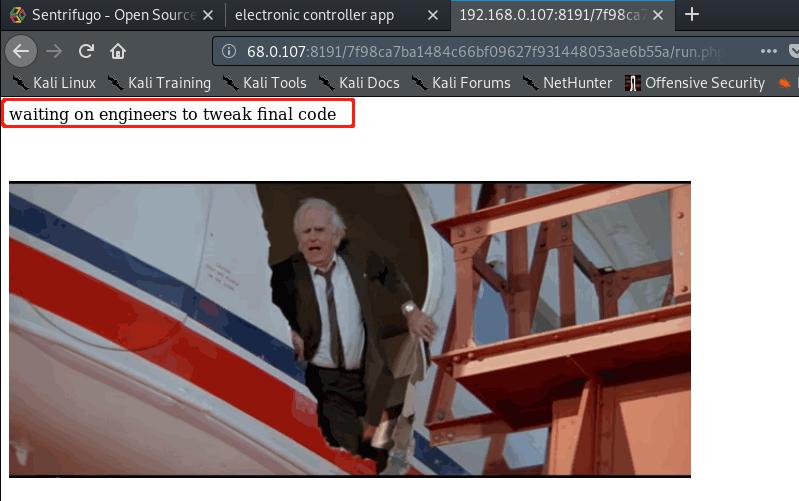 Sentrifugo - Open Source
electronic controller app
192.168.0.107:8191/7f98ca7
68.0.107:8191/7f98ca7ba1484c66bf09627f931448053ae6b55a/run.php
Kali Linux Kali Training Kali Tools Kali Docs Kali Forums NetHunter Offensive Security
waiting on engineers to tweak final code